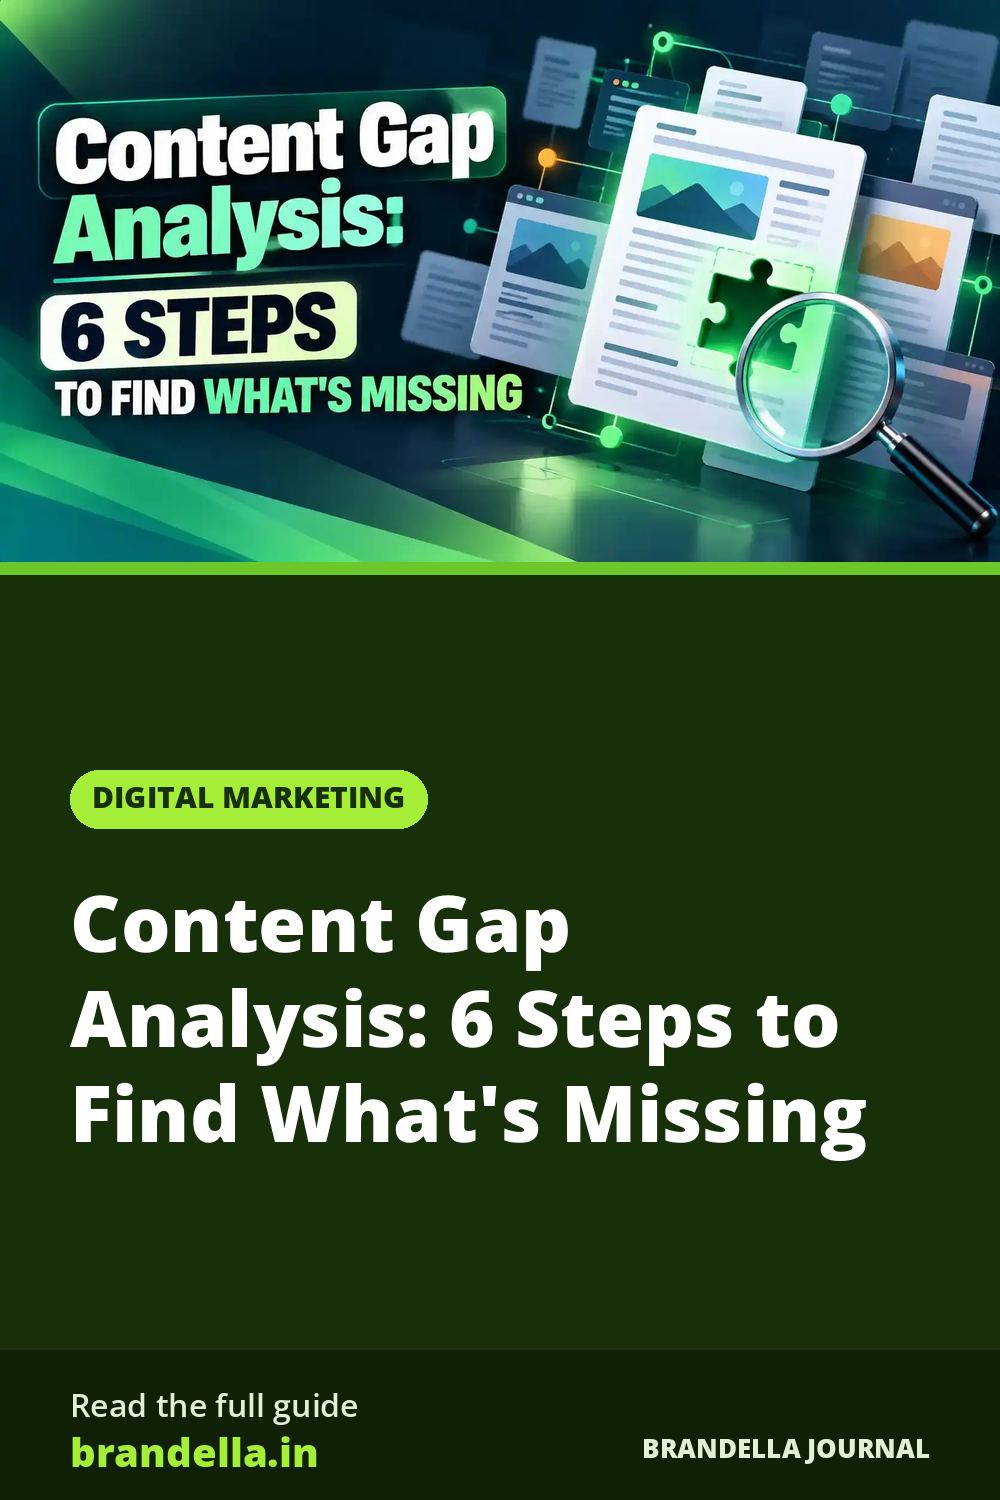 Content Gap
Analysis:
6 STEPS
TO FIND WHAT'S MISSING
DIGITAL MARKETING
Content Gap
Analysis: 6 Steps to
Find What's Missing
Read the full guide
brandella.in
BRANDELLA JOURNAL